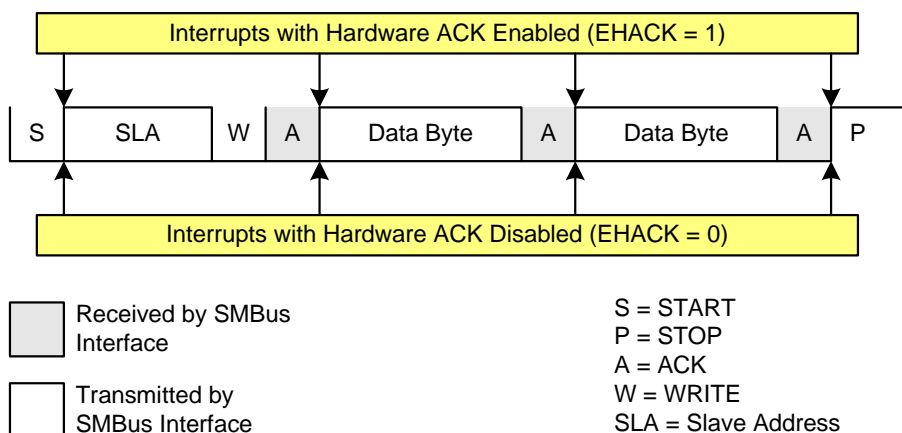 Interrupts with Hardware ACK Enabled (EHACK = 1)
S SLA W A Data Byte A Data Byte A P
Interrupts with Hardware ACK Disabled (EHACK = 0)
Received by SMBus
Interface
Transmitted by
SMBus Interface
S = START
P = STOP
A = ACK
W = WRITE
SLA = Slave Address